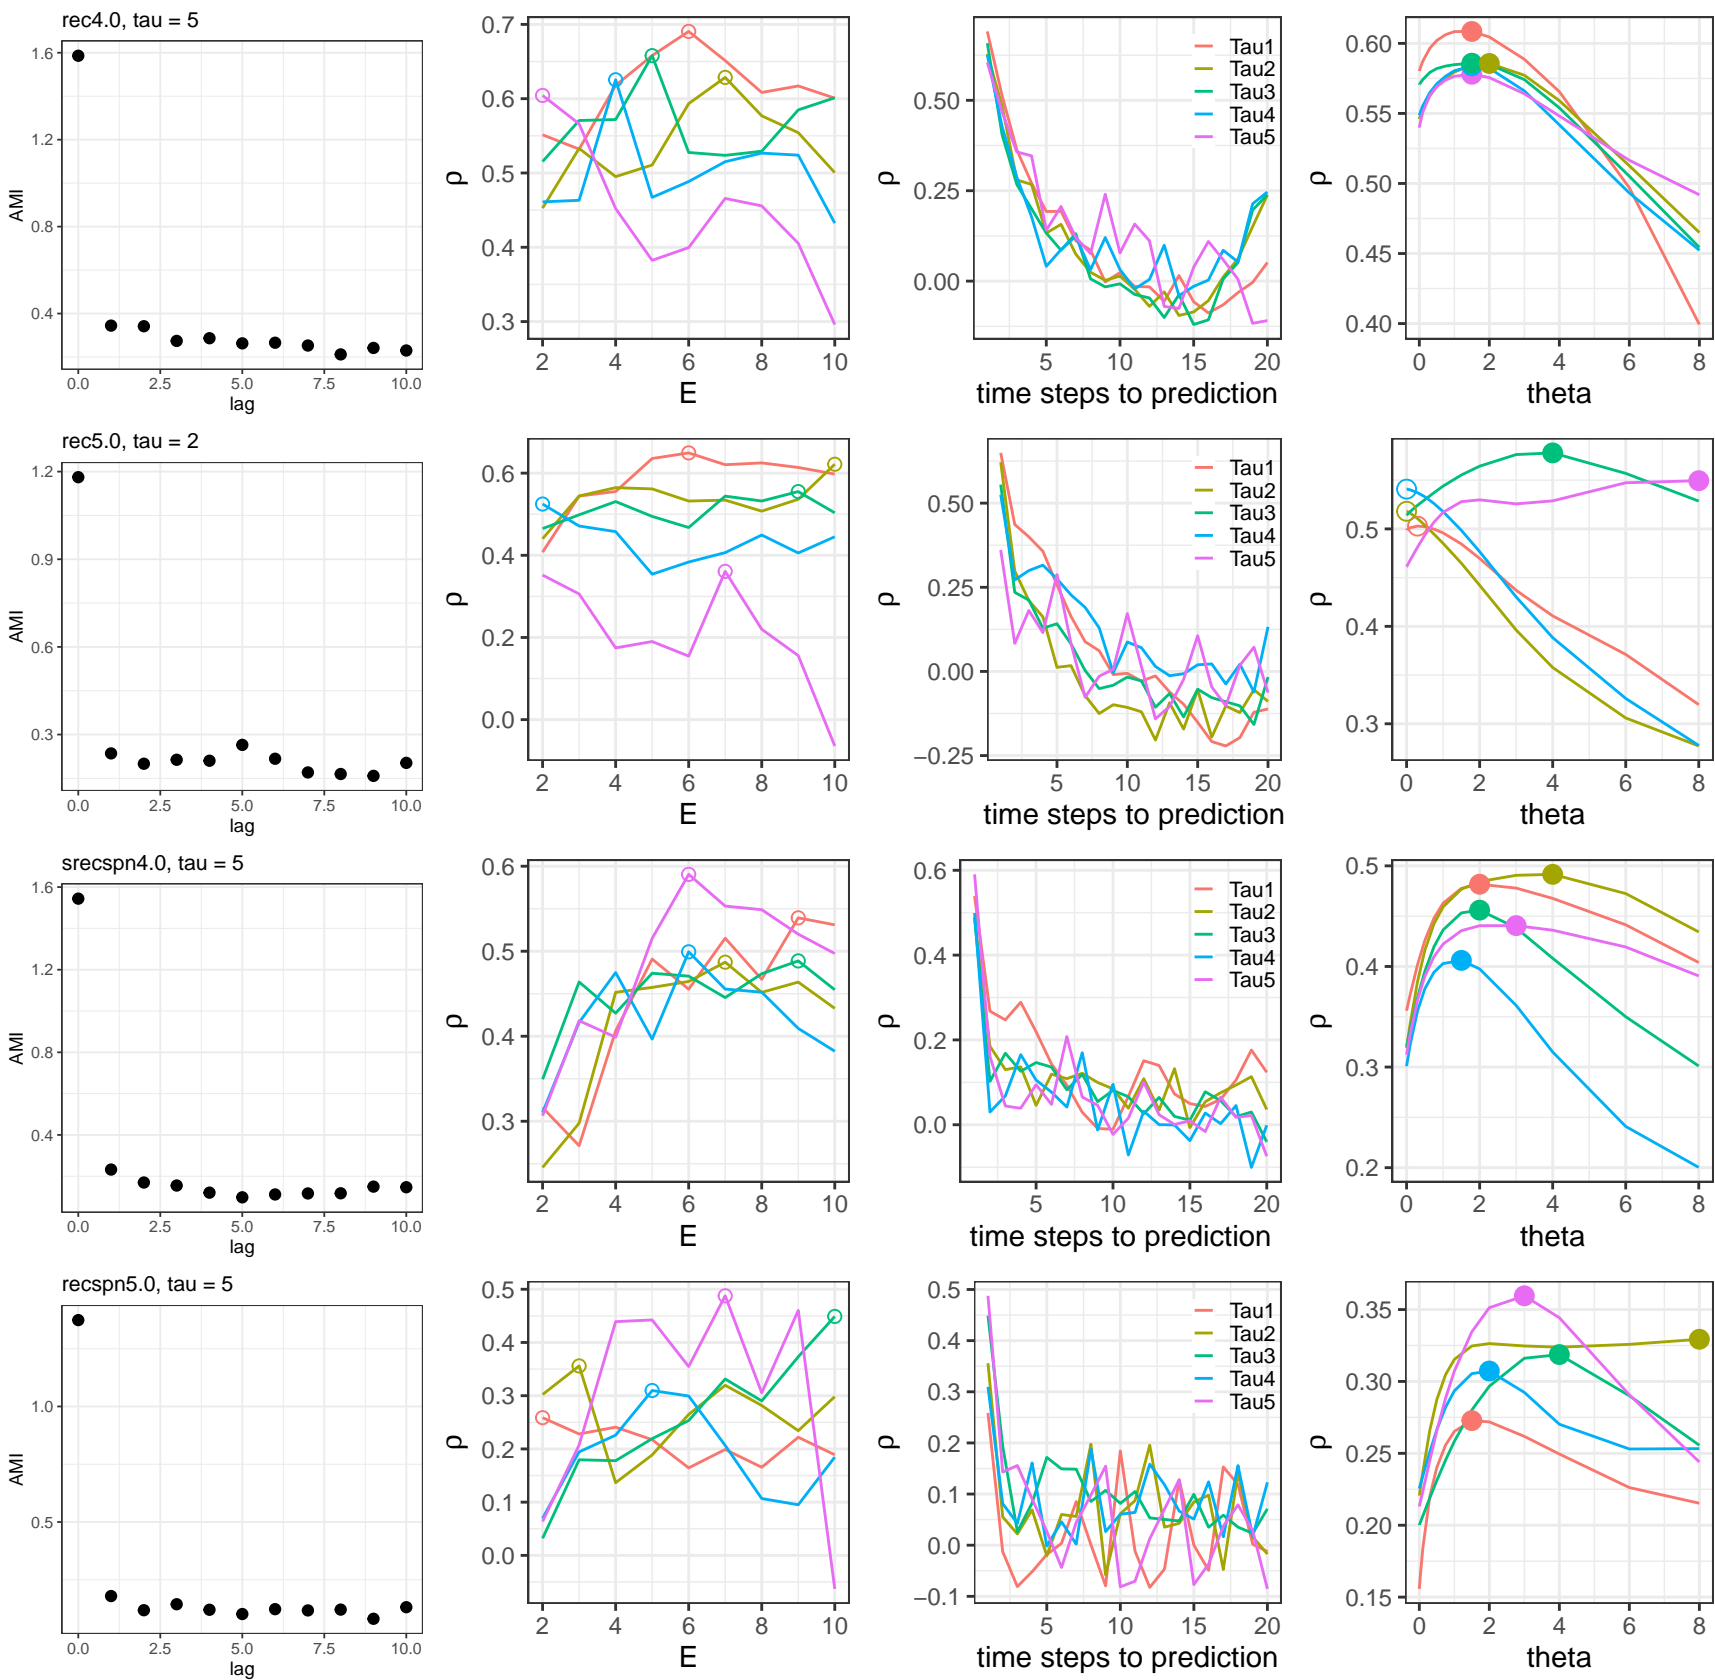 rec4.0, tau = 5
1.6
1.2
0.8
0.4
AMI
0.0 2.5 5.0 7.5 10.0
lag
0.7
0.6
0.5
0.4
0.3
ρ
2 4 6 8 10
E
0.50
0.25
0.00
ρ
Tau1
Tau2
Tau3
Tau4
Tau5
5 10 15 20
time steps to prediction
0.60
0.55
0.50
0.45
0.40
ρ
0 2 4 6 8
theta
rec5.0, tau = 2
1.2
0.9
0.6
0.3
AMI
0.0 2.5 5.0 7.5 10.0
lag
0.6
0.4
0.2
0.0
ρ
2 4 6 8 10
E
0.50
0.25
0.00
−0.25
ρ
Tau1
Tau2
Tau3
Tau4
Tau5
5 10 15 20
time steps to prediction
0.5
0.4
0.3
ρ
0 2 4 6 8
theta
srecspn4.0, tau = 5
1.6
1.2
0.8
0.4
AMI
0.0 2.5 5.0 7.5 10.0
lag
0.6
0.5
0.4
0.3
ρ
2 4 6 8 10
E
0.6
0.4
0.2
0.0
ρ
Tau1
Tau2
Tau3
Tau4
Tau5
5 10 15 20
time steps to prediction
0.5
0.4
0.3
0.2
ρ
0 2 4 6 8
theta
recspn5.0, tau = 5
1.0
0.5
AMI
0.0 2.5 5.0 7.5 10.0
lag
0.5
0.4
0.3
0.2
0.1
0.0
ρ
2 4 6 8 10
E
0.5
0.4
0.3
0.2
0.1
0.0
−0.1
ρ
Tau1
Tau2
Tau3
Tau4
Tau5
5 10 15 20
time steps to prediction
0.35
0.30
0.25
0.20
0.15
ρ
0 2 4 6 8
theta